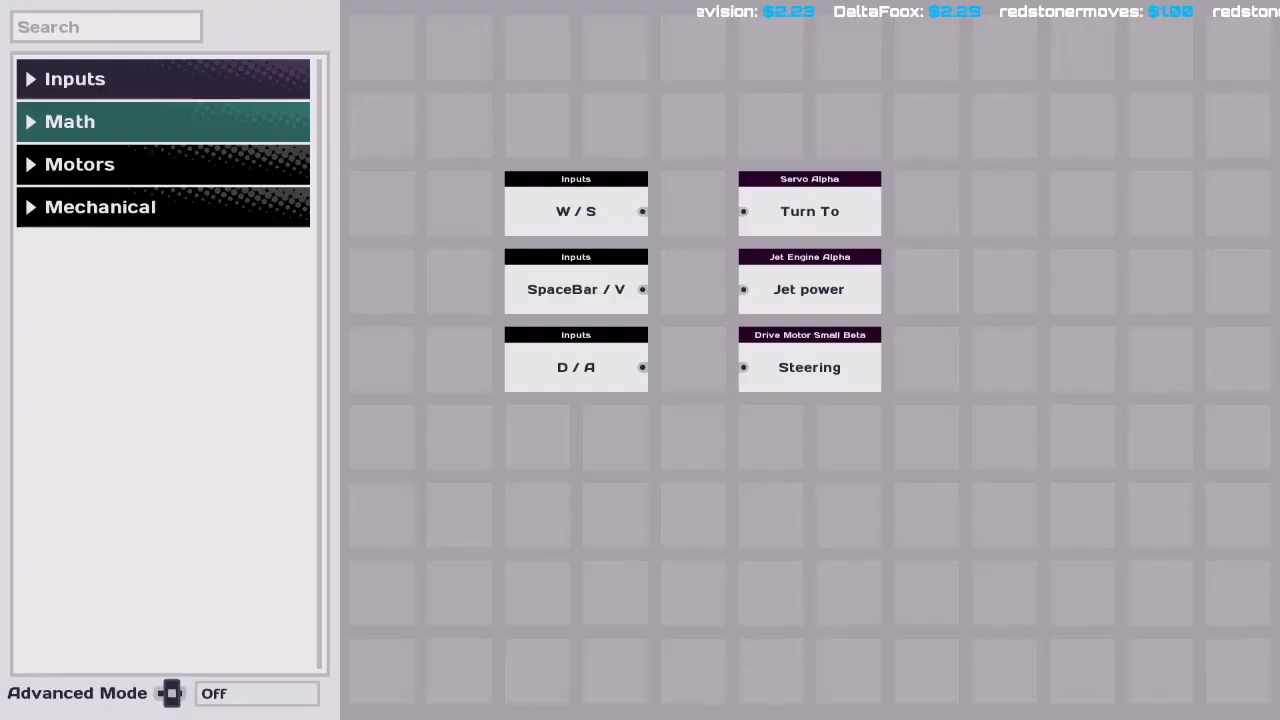 Search
evision: $2.29 DeltaFoox: $2.29 redstonermoves: $1.00 redstone
Inputs
Math
Motors
Mechanical
Inputs
W / S
Servo Alpha
Turn To
Inputs
SpaceBar / V
Jet Engine Alpha
Jet power
Inputs
D / A
Drive Motor Small Beta
Steering
Advanced Mode
Off